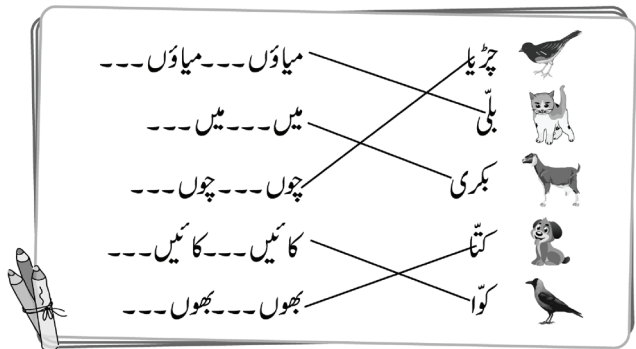 چڑیا میاؤں۔۔۔میاؤں۔۔۔
بلّی میں۔۔۔میں۔۔۔
بکری چوں۔۔۔چوں۔۔۔
کتّا کائیں۔۔۔کائیں۔۔۔
کوّا بھوں۔۔۔بھوں۔۔۔